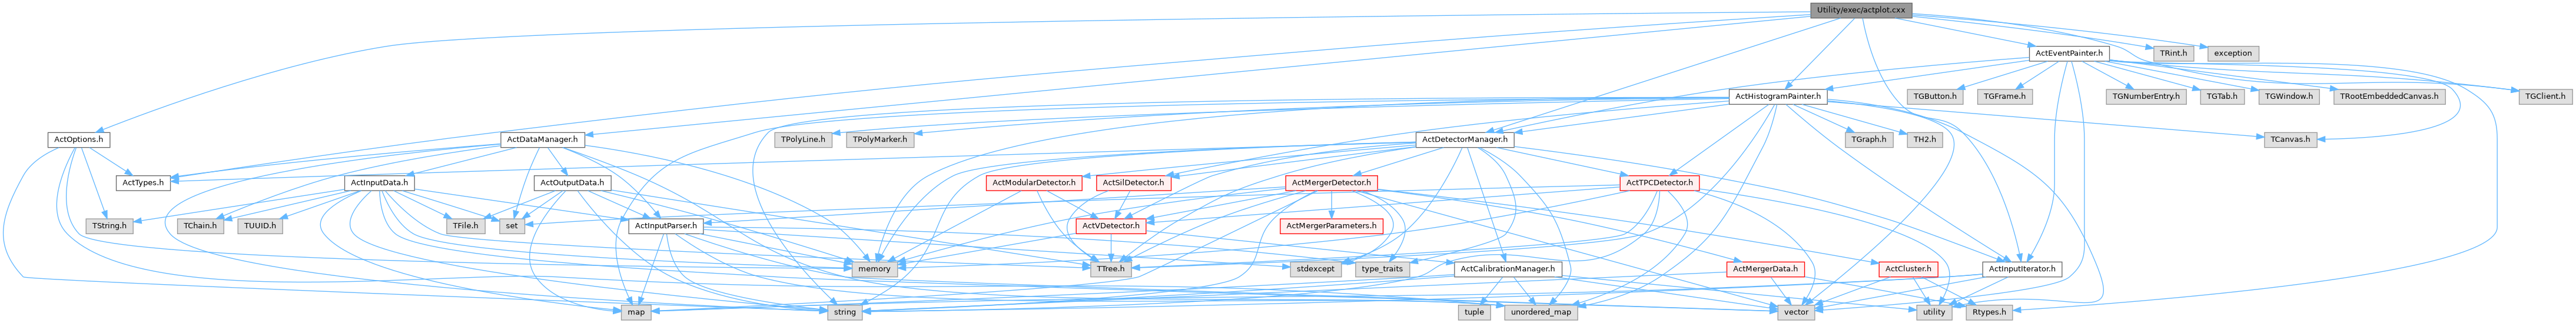 Utility/exec/actplot.cxx
ActEventPainter.h
TRint.h
exception
ActHistogramPainter.h
TGButton.h
TGFrame.h
TGNumberEntry.h
TGTab.h
TGWindow.h
TRootEmbeddedCanvas.h
TGClient.h
ActOptions.h
ActDataManager.h
TPolyLine.h
TPolyMarker.h
ActDetectorManager.h
TGraph.h
TH2.h
TCanvas.h
ActTypes.h
ActInputData.h
ActOutputData.h
ActModularDetector.h
ActSilDetector.h
ActMergerDetector.h
ActTPCDetector.h
TString.h
TChain.h
TUUID.h
TFile.h
set
ActInputParser.h
ActVDetector.h
ActMergerParameters.h
memory
TTree.h
stdexcept
type_traits
ActCalibrationManager.h
ActMergerData.h
ActCluster.h
ActInputIterator.h
map
string
tuple
unordered_map
vector
utility
Rtypes.h